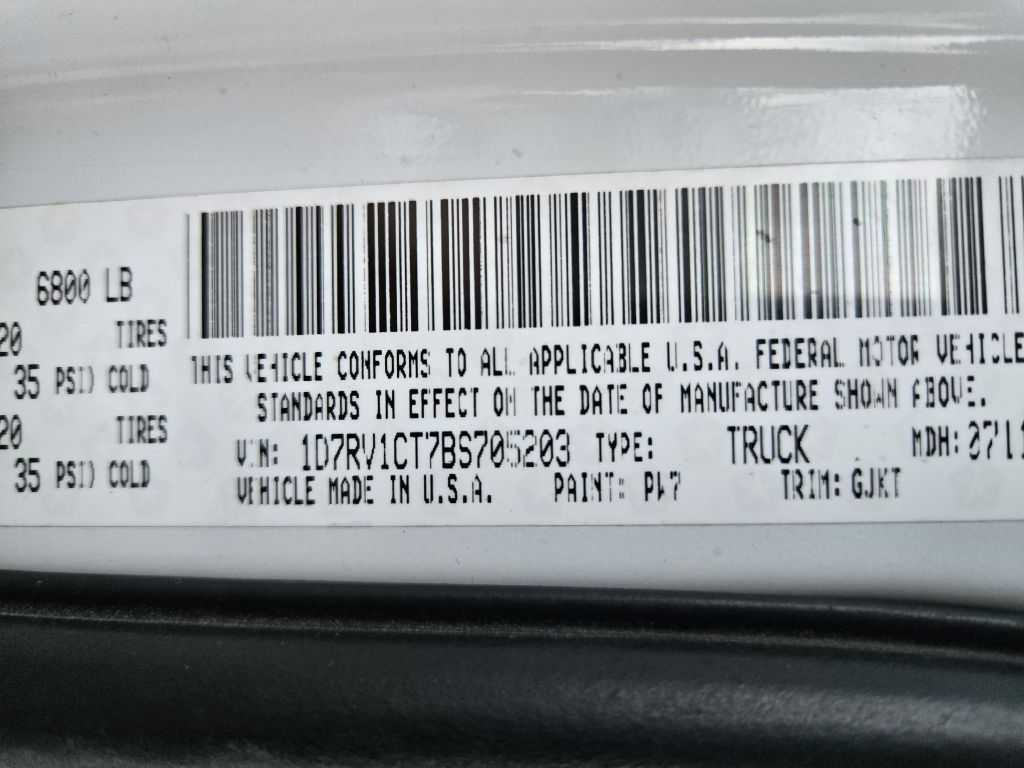 6800 LB
20 TIRES
35 PSI) COLD
20 TIRES
35 PSI) COLD
THIS VEHICLE CONFORMS TO ALL APPLICABLE U.S.A. FEDERAL MOTOR VEHICLE
STANDARDS IN EFFECT ON THE DATE OF MANUFACTURE SHOWN ABOVE.
VIN: 1D7RV1CT7BS705203 TYPE: TRUCK MDH: 0711
VEHICLE MADE IN U.S.A. PAINT: PW7 TRIM: GJKT